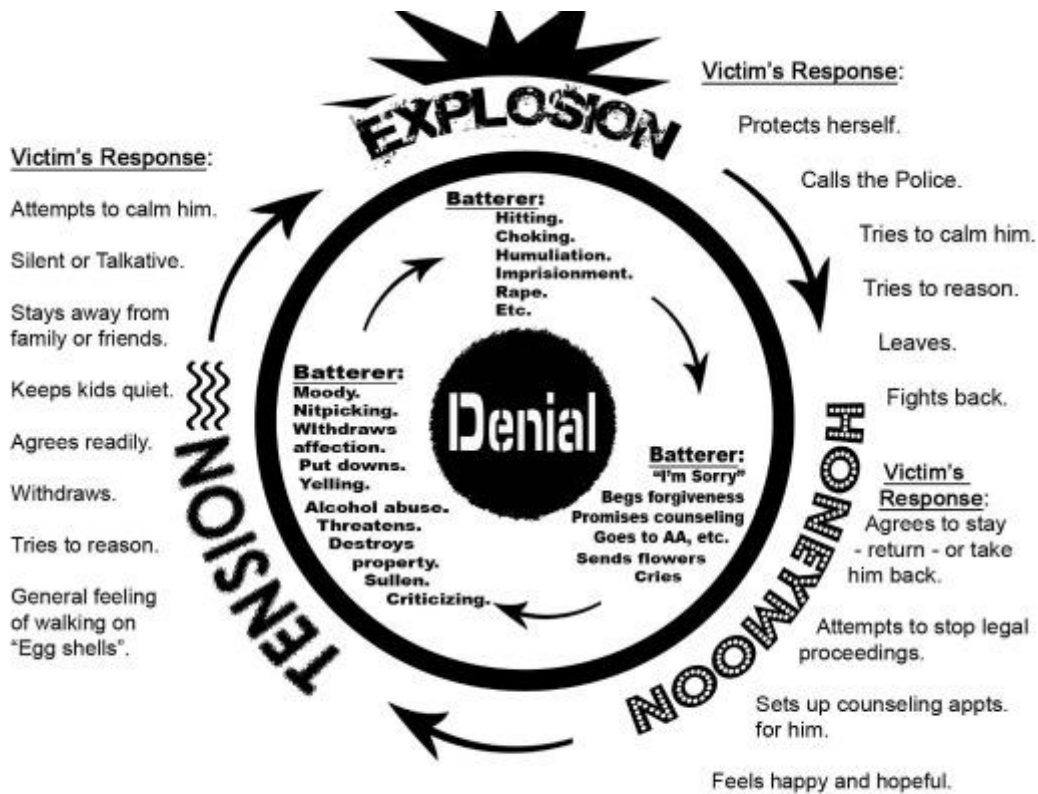 EXPLOSION
Victim's Response:
Protects herself.
Calls the Police.
Tries to calm him.
Tries to reason.
Leaves.
Fights back.
Batterer:
Hitting.
Choking.
Humuliation.
Imprisionment.
Rape.
Etc.
HONEYMOON
Victim's
Response:
Agrees to stay
- return - or take
him back.
Attempts to stop legal
proceedings.
Sets up counseling appts.
for him.
Feels happy and hopeful.
Batterer:
“I'm Sorry”
Begs forgiveness
Promises counseling
Goes to AA, etc.
Sends flowers
Cries
TENSION
Victim's Response:
Attempts to calm him.
Silent or Talkative.
Stays away from
family or friends.
Keeps kids quiet.
Agrees readily.
Withdraws.
Tries to reason.
General feeling
of walking on
“Egg shells”.
Batterer:
Moody.
Nitpicking.
Withdraws
affection.
Put downs.
Yelling.
Alcohol abuse.
Threatens.
Destroys
property.
Sullen.
Criticizing.
Denial